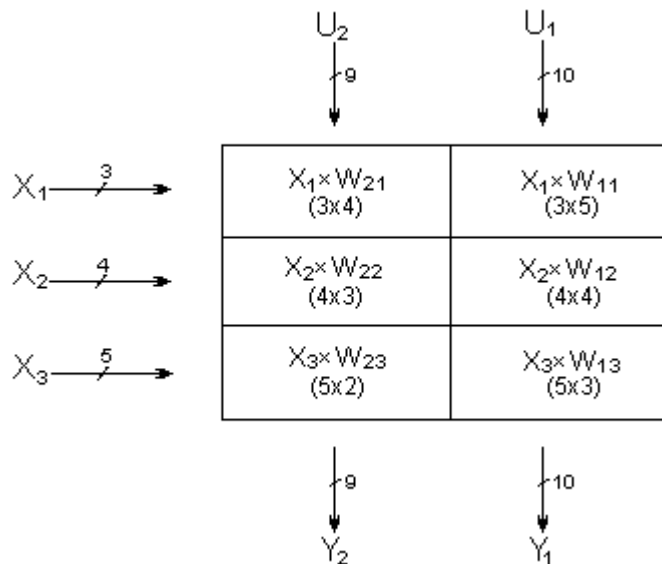 U₂ U₁
9 10
X₁ 3 X₁×W₂₁ X₁×W₁₁
(3x4) (3x5)
X₂ 4 X₂×W₂₂ X₂×W₁₂
(4x3) (4x4)
X₃ 5 X₃×W₂₃ X₃×W₁₃
(5x2) (5x3)
9 10
Y₂ Y₁